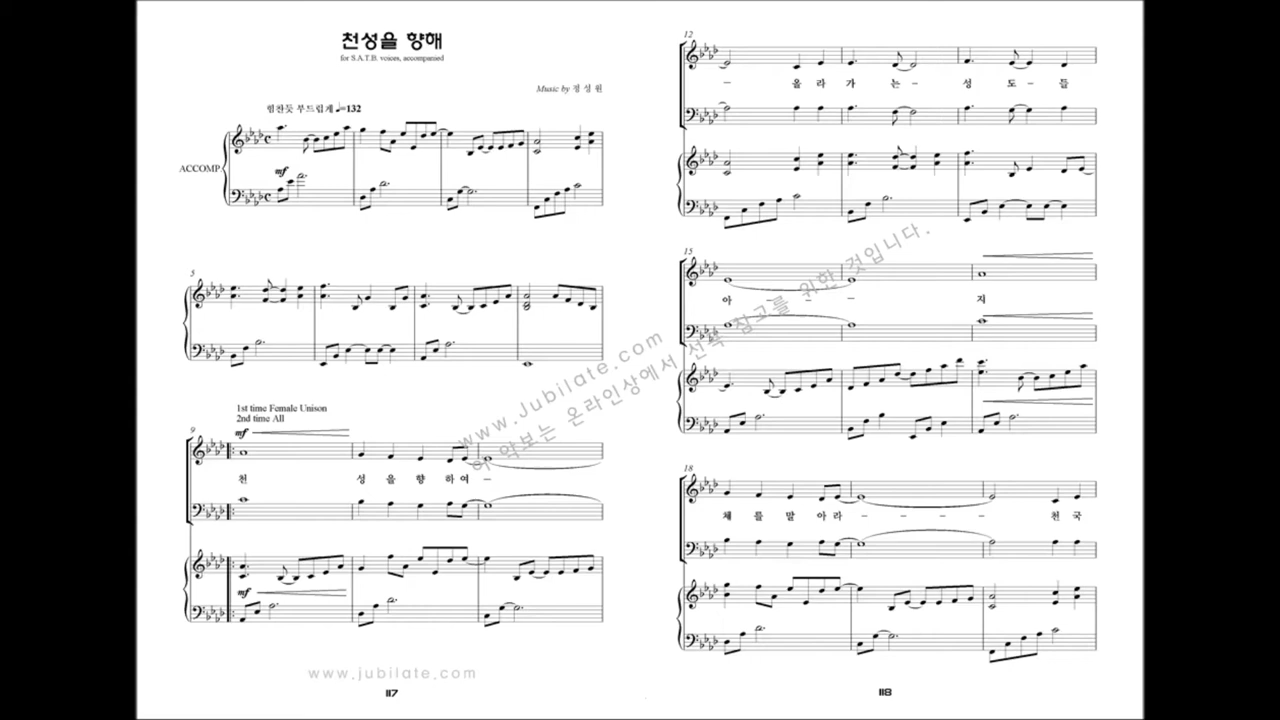 천성을 향해
for S.A.T.B. voices, accompanied
Music by 정 성 원
힘찬듯 부드럽게 ♩=132
ACCOMP.
mf
5
1st time Female Unison
2nd time All
9
mf
천 성 을 향 하 여 -
mf
www.jubilate.com
117
12
- 올 라 가 는 - 성 도 - 들
15
아 - - - 지
18
체 를 말 아 라 - - - - 천 국
118
www.Jubilate.com
이 악보는 온라인상에서 선곡 참고를 위한 것입니다.